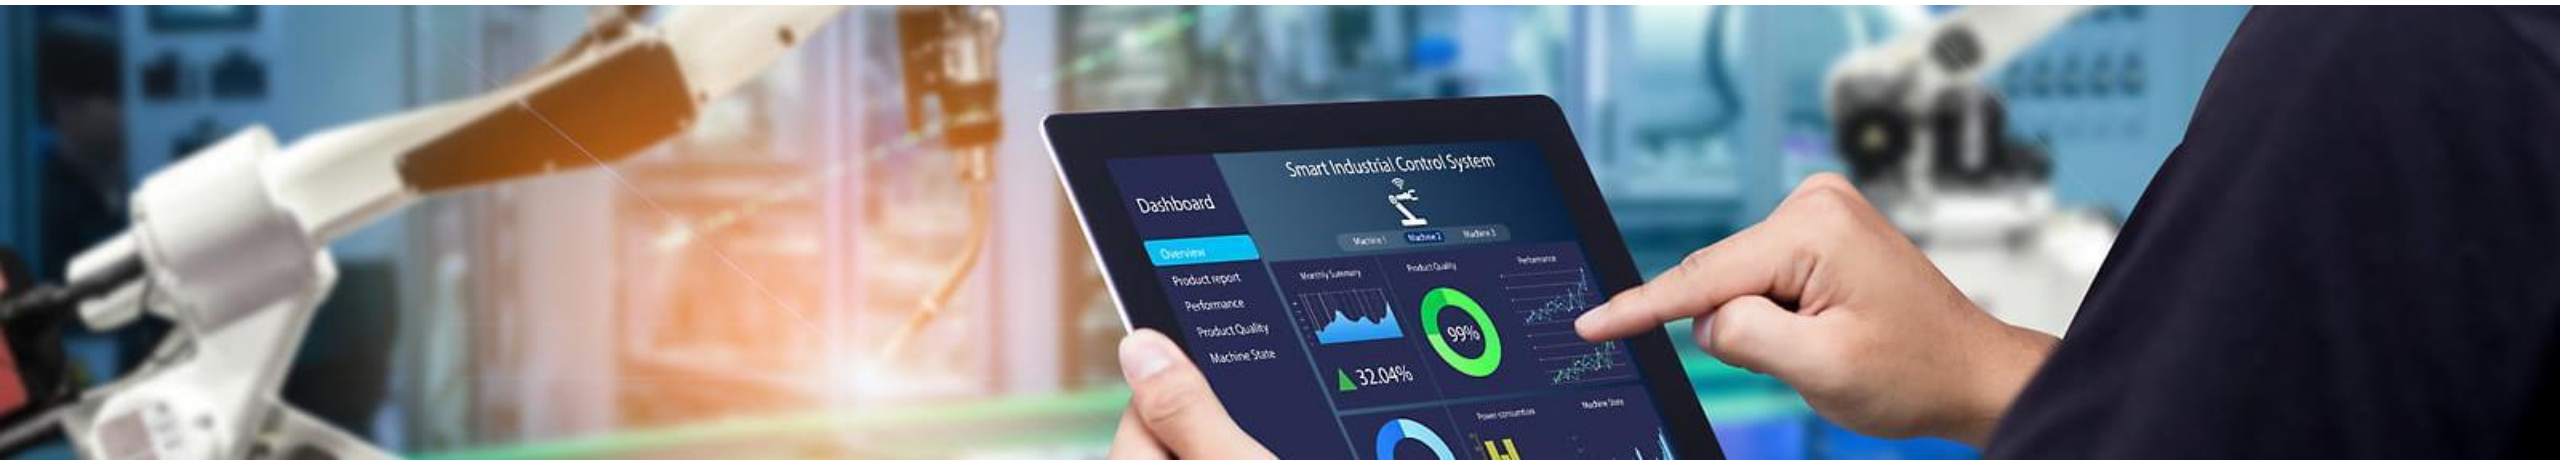 Smart Industrial Control System
Dashboard
Machine 1 Machine 2 Machine 3
Overview
Product report
Performance
Product Quality
Machine State
Monthly Summary
Product Quality
Performance
99%
32.04%
Power consumtion
Machine State